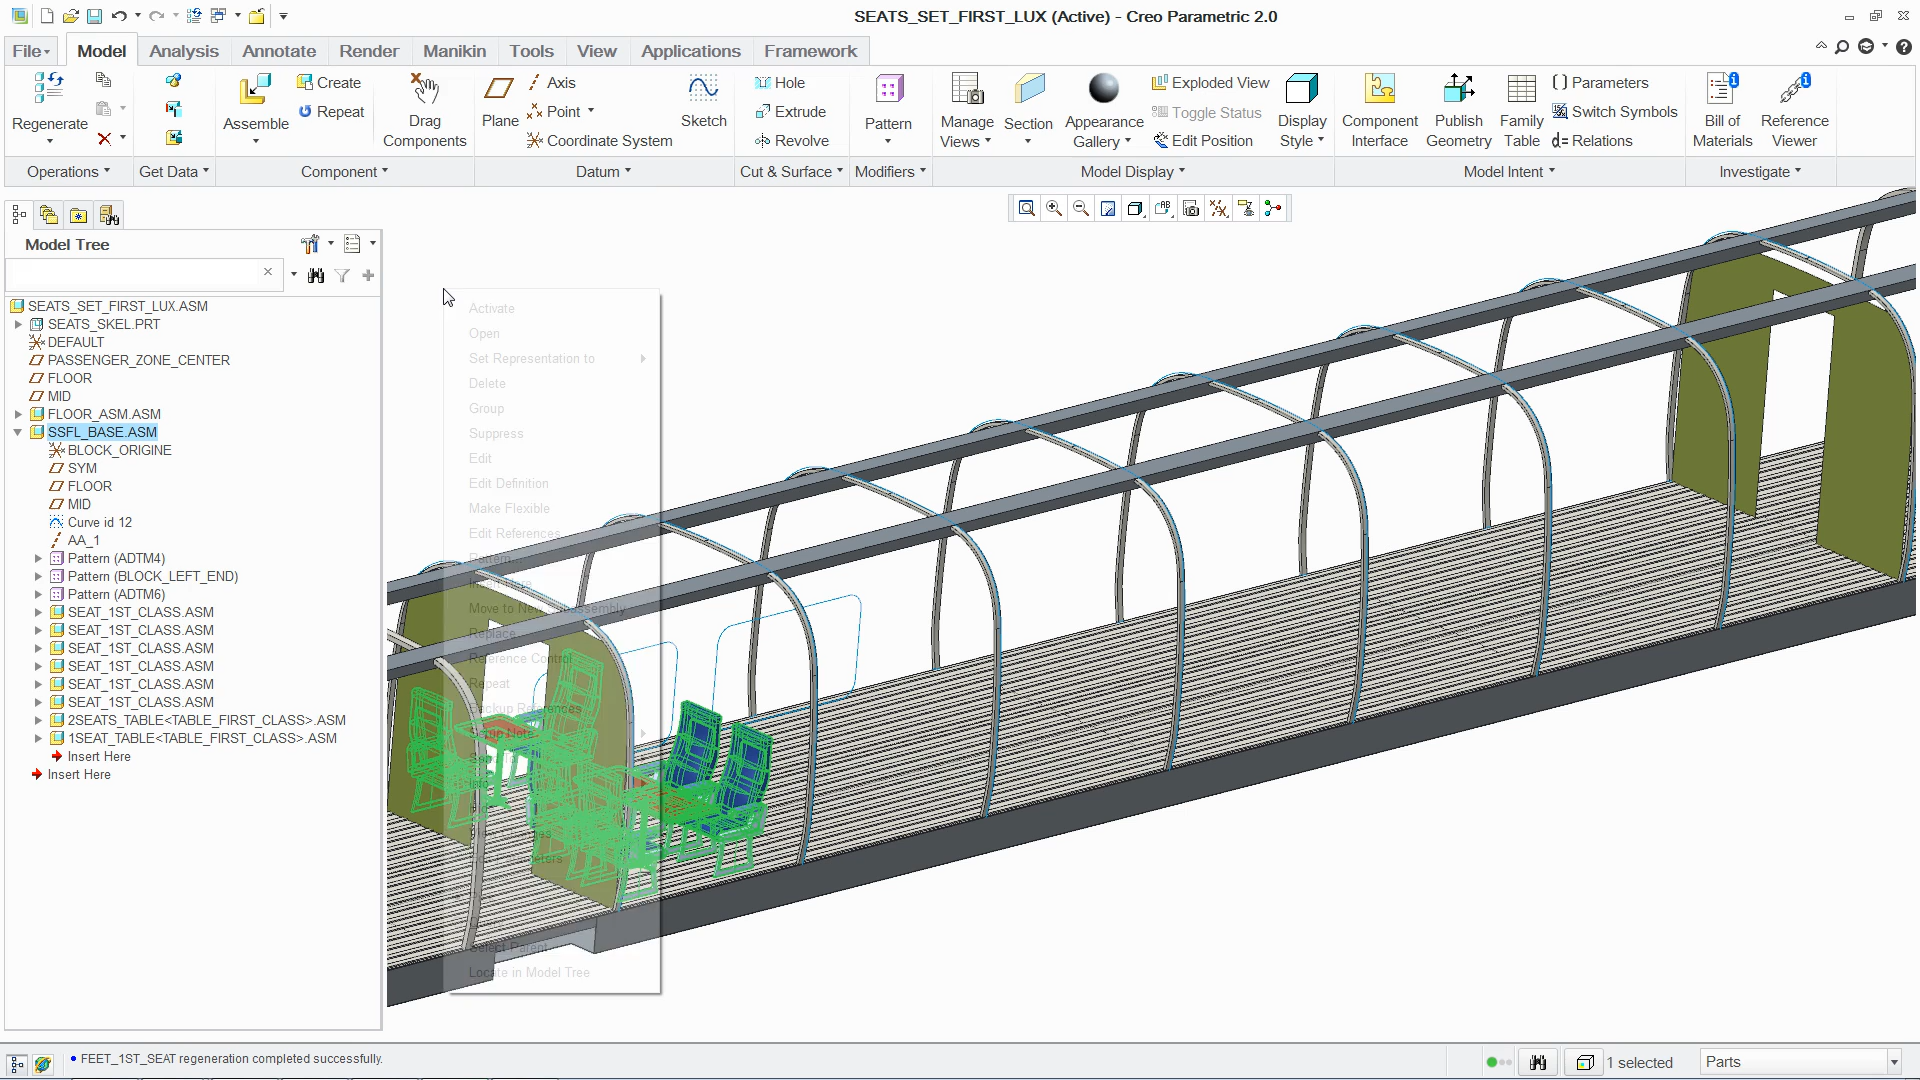 SEATS_SET_FIRST_LUX (Active) - Creo Parametric 2.0
File
Model
Analysis
Annotate
Render
Manikin
Tools
View
Applications
Framework
Regenerate
Assemble
Create
Repeat
Drag
Components
Plane
Axis
Point
Coordinate System
Sketch
Hole
Extrude
Revolve
Pattern
Manage
Views
Section
Appearance
Gallery
Exploded View
Toggle Status
Edit Position
Display
Style
Component
Interface
Publish
Geometry
Family
Table
Parameters
Switch Symbols
d= Relations
Bill of
Materials
Reference
Viewer
Operations
Get Data
Component
Datum
Cut & Surface
Modifiers
Model Display
Model Intent
Investigate
Model Tree
SEATS_SET_FIRST_LUX.ASM
SEATS_SKEL.PRT
DEFAULT
PASSENGER_ZONE_CENTER
FLOOR
MID
FLOOR_ASM.ASM
SSFL_BASE.ASM
BLOCK_ORIGINE
SYM
FLOOR
MID
Curve id 12
AA_1
Pattern (ADTM4)
Pattern (BLOCK_LEFT_END)
Pattern (ADTM6)
SEAT_1ST_CLASS.ASM
SEAT_1ST_CLASS.ASM
SEAT_1ST_CLASS.ASM
SEAT_1ST_CLASS.ASM
SEAT_1ST_CLASS.ASM
SEAT_1ST_CLASS.ASM
2SEATS_TABLE<TABLE_FIRST_CLASS>.ASM
1SEAT_TABLE<TABLE_FIRST_CLASS>.ASM
Insert Here
Insert Here
Activate
Open
Set Representation to
Delete
Group
Suppress
Edit
Edit Definition
Make Flexible
Edit References
Pattern...
Insert Here
Move to New Subassembly
Replace
Reference Control
Repeat
Backup References
Setup Note
Select Parent
Locate in Model Tree
FEET_1ST_SEAT regeneration completed successfully.
1 selected
Parts